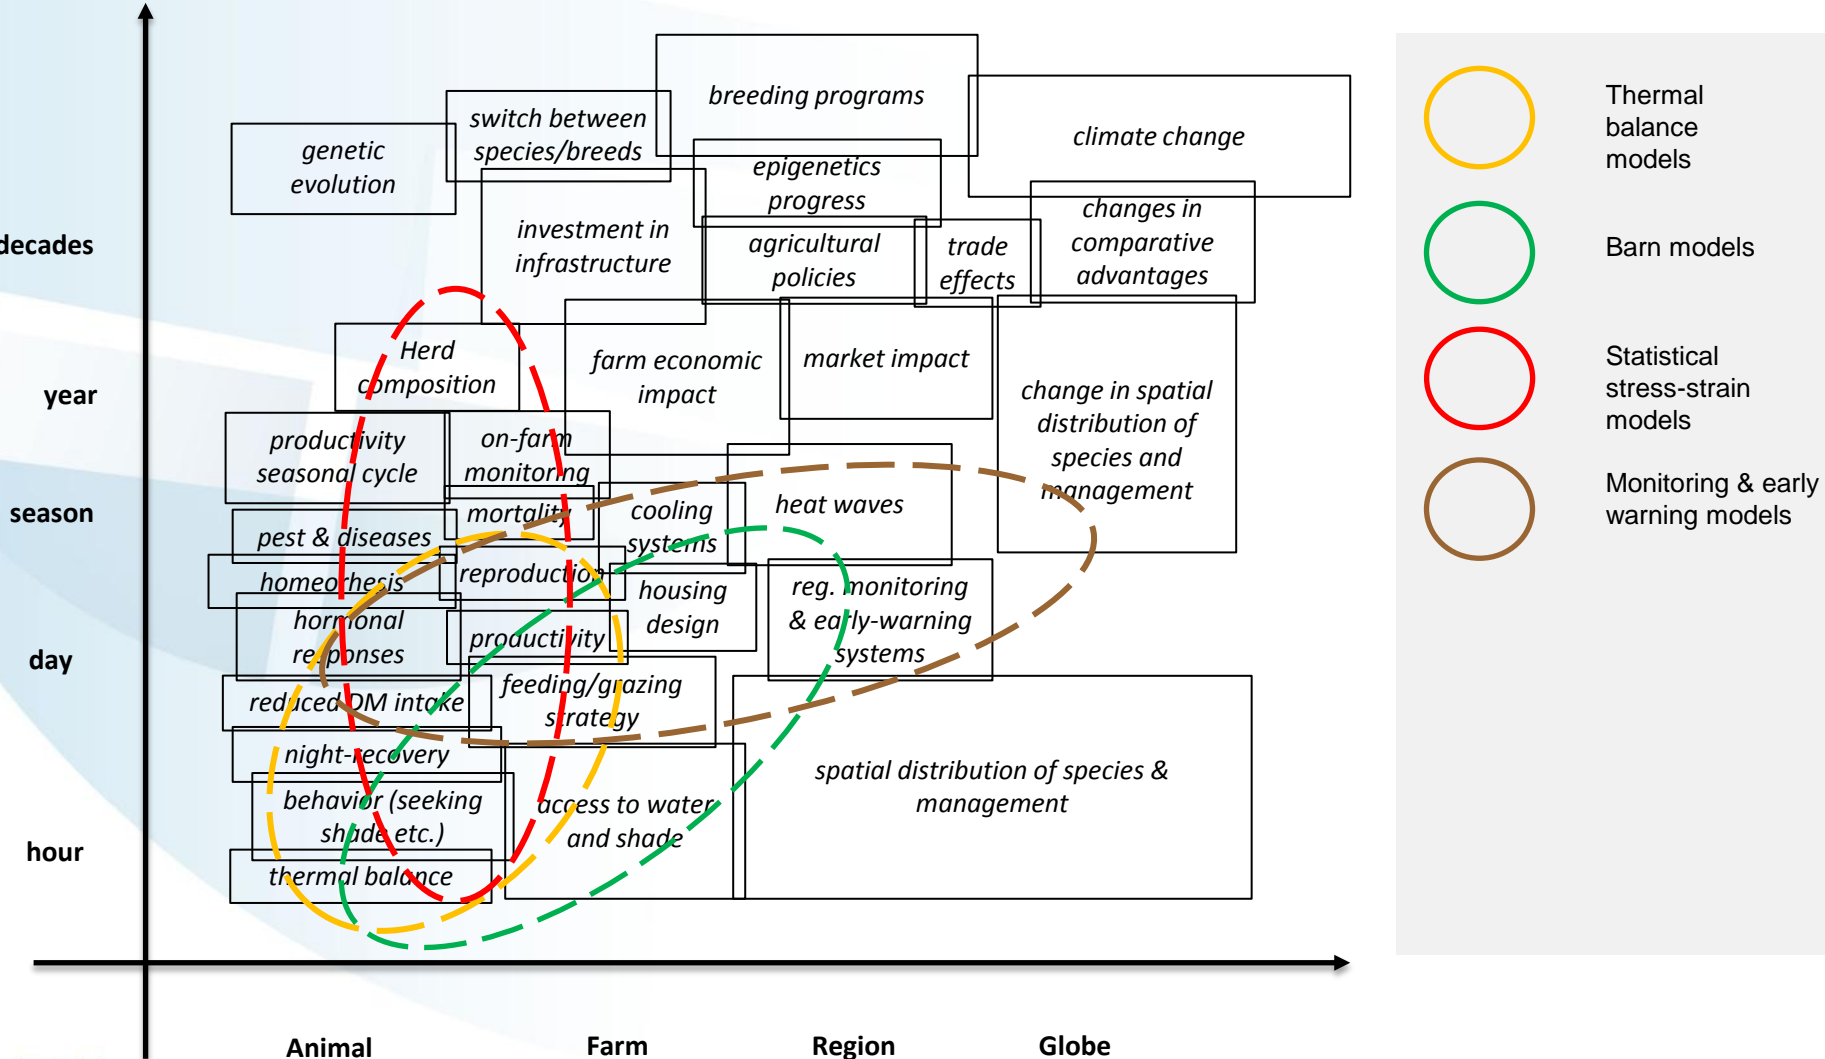 breeding programs
switch between
species/breeds
genetic
evolution
climate change
epigenetics
progress
investment in
infrastructure
agricultural
policies
trade
effects
changes in
comparative
advantages
decades
Herd
composition
farm economic
impact
market impact
change in spatial
distribution of
species and
management
year
productivity
seasonal cycle
on-farm
monitoring
season
mortality
cooling
systems
heat waves
pest & diseases
homeorhesis
reproduction
housing
design
reg. monitoring
& early-warning
systems
hormonal
responses
productivity
day
reduced DM intake
feeding/grazing
strategy
night-recovery
spatial distribution of species &
management
behavior (seeking
shade etc.)
access to water
and shade
hour
thermal balance
Animal
Farm
Region
Globe
Thermal
balance
models
Barn models
Statistical
stress-strain
models
Monitoring & early
warning models